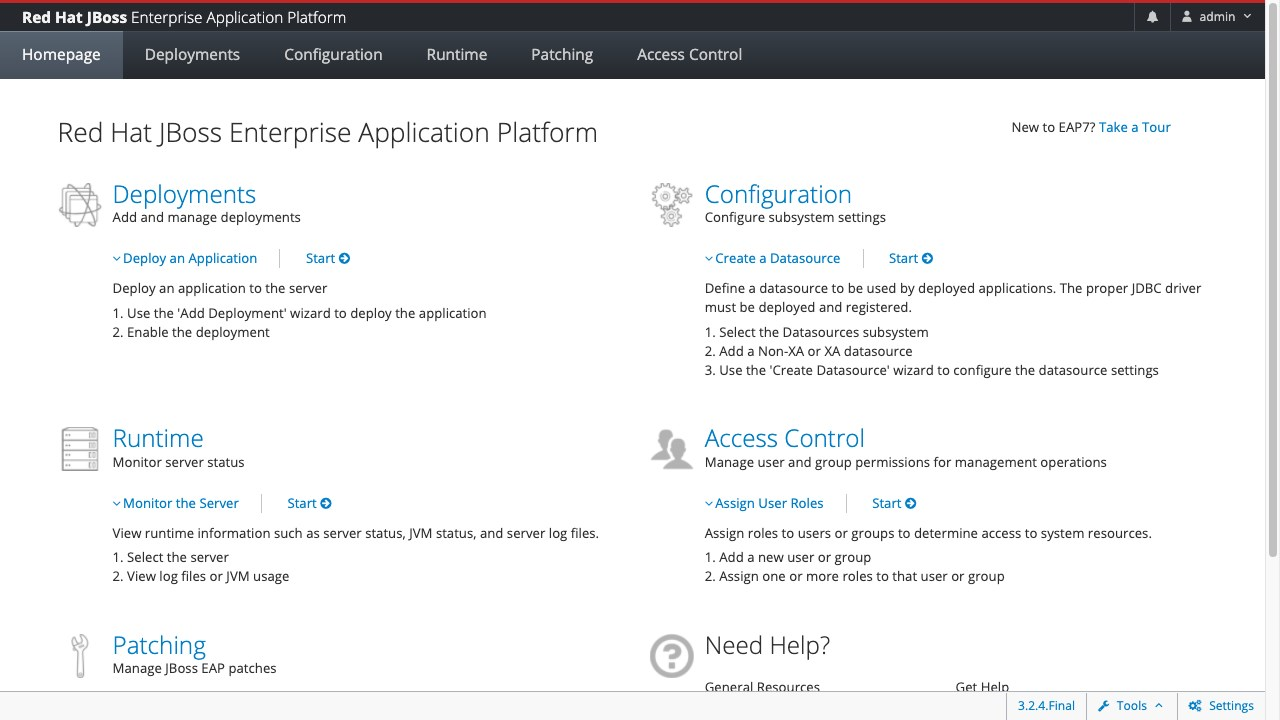 Red Hat JBoss Enterprise Application Platform
admin
Homepage Deployments Configuration Runtime Patching Access Control
Red Hat JBoss Enterprise Application Platform
New to EAP7? Take a Tour
Deployments
Add and manage deployments
Deploy an Application Start
Deploy an application to the server
1. Use the 'Add Deployment' wizard to deploy the application
2. Enable the deployment
Configuration
Configure subsystem settings
Create a Datasource Start
Define a datasource to be used by deployed applications. The proper JDBC driver
must be deployed and registered.
1. Select the Datasources subsystem
2. Add a Non-XA or XA datasource
3. Use the 'Create Datasource' wizard to configure the datasource settings
Runtime
Monitor server status
Monitor the Server Start
View runtime information such as server status, JVM status, and server log files.
1. Select the server
2. View log files or JVM usage
Access Control
Manage user and group permissions for management operations
Assign User Roles Start
Assign roles to users or groups to determine access to system resources.
1. Add a new user or group
2. Assign one or more roles to that user or group
Patching
Manage JBoss EAP patches
Need Help?
General Resources Get Help
3.2.4.Final Tools Settings